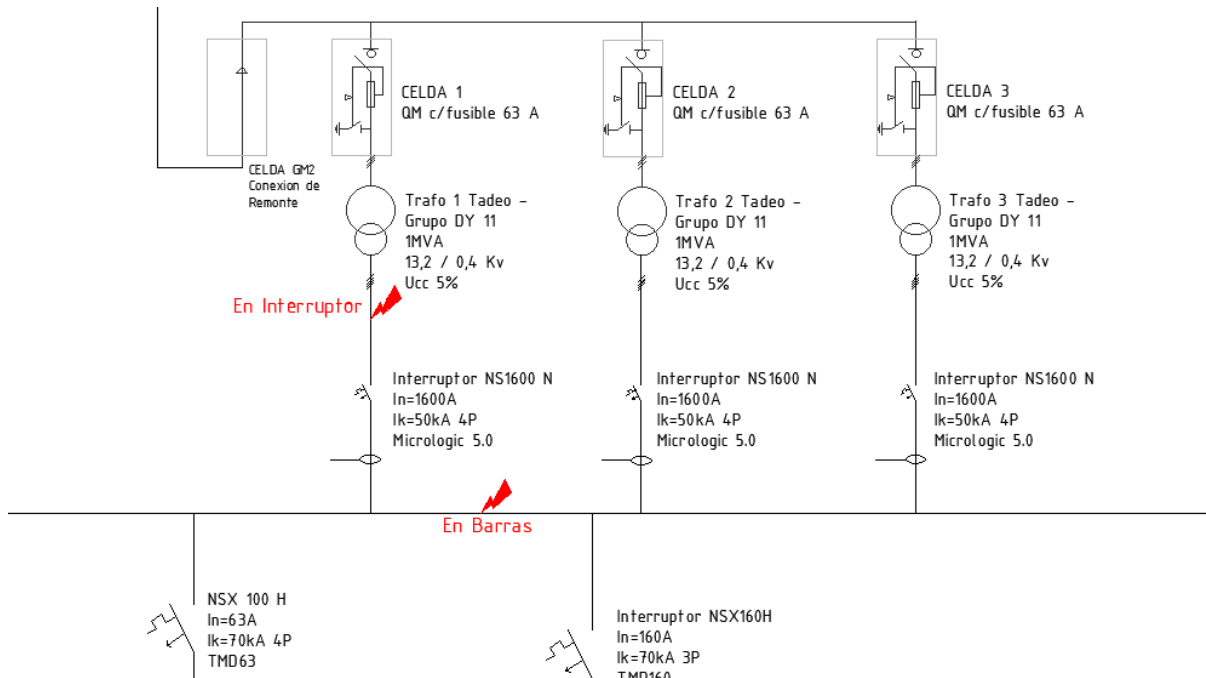 CELDA 1
QM c/fusible 63 A
CELDA 2
QM c/fusible 63 A
CELDA 3
QM c/fusible 63 A
CELDA GM2
Conexion de
Remonte
Trafo 1 Tadeo -
Grupo DY 11
1MVA
13,2 / 0,4 Kv
Ucc 5%
Trafo 2 Tadeo -
Grupo DY 11
1MVA
13,2 / 0,4 Kv
Ucc 5%
Trafo 3 Tadeo -
Grupo DY 11
1MVA
13,2 / 0,4 Kv
Ucc 5%
En Interruptor
Interruptor NS1600 N
In=1600A
Ik=50kA 4P
Micrologic 5.0
Interruptor NS1600 N
In=1600A
Ik=50kA 4P
Micrologic 5.0
Interruptor NS1600 N
In=1600A
Ik=50kA 4P
Micrologic 5.0
En Barras
NSX 100 H
In=63A
Ik=70kA 4P
TMD63
Interruptor NSX160H
In=160A
Ik=70kA 3P
TMD160